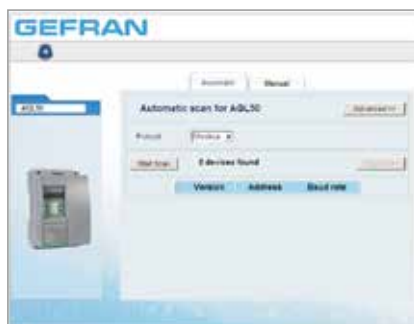 GEFRAN
Automatic Manual
AGL50
Automatic scan for AGL50
Advanced >>
Protocol
Modbus
Start Scan
0 devices found
Version Address Baud rate